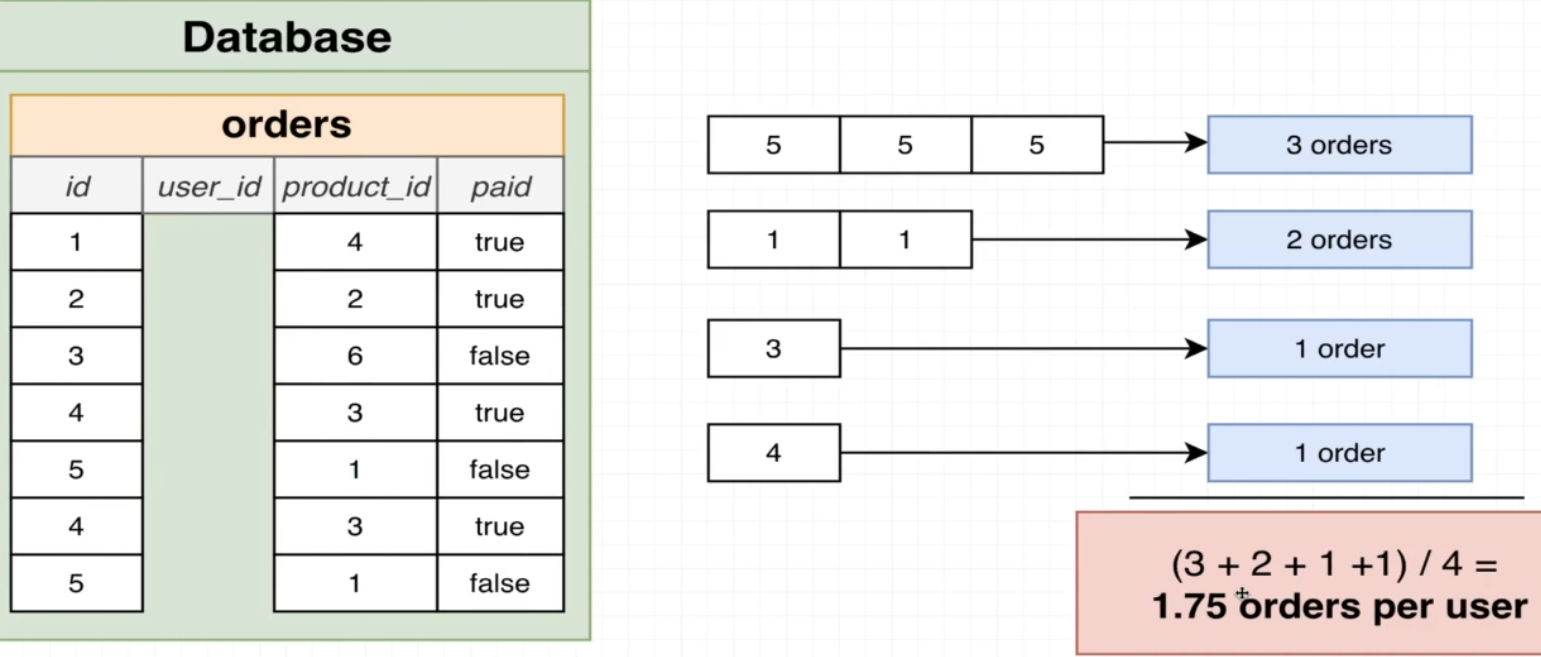 Database
orders
id user_id product_id paid
1 4 true
2 2 true
3 6 false
4 3 true
5 1 false
4 3 true
5 1 false
5 5 5 3 orders
1 1 2 orders
3 1 order
4 1 order
(3 + 2 + 1 +1) / 4 =
1.75 orders per user